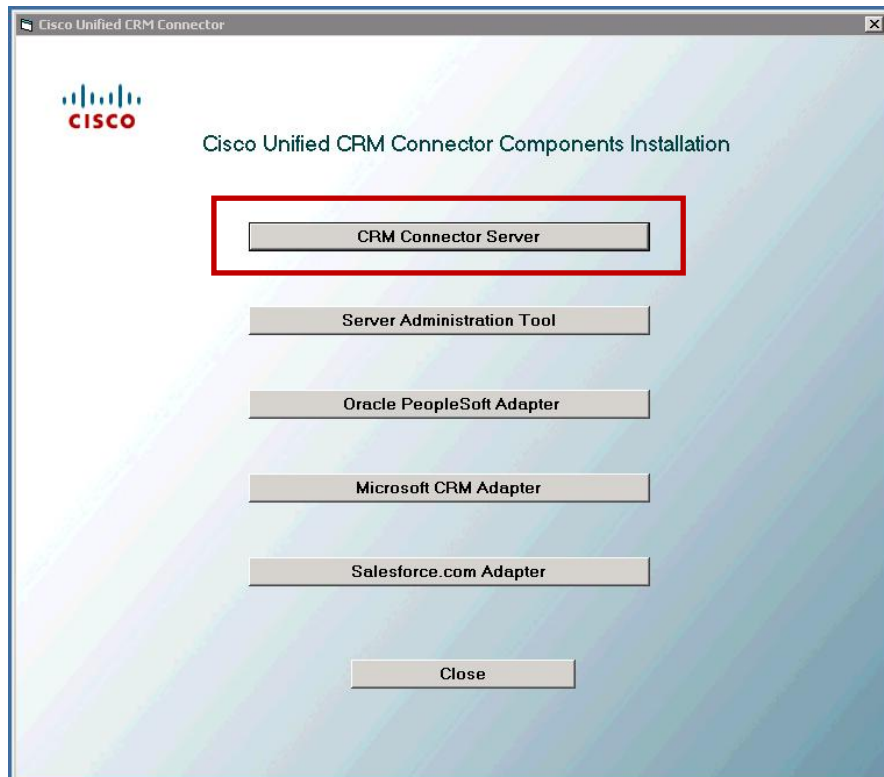 Cisco Unified CRM Connector
CISCO
Cisco Unified CRM Connector Components Installation
CRM Connector Server
Server Administration Tool
Oracle PeopleSoft Adapter
Microsoft CRM Adapter
Salesforce.com Adapter
Close